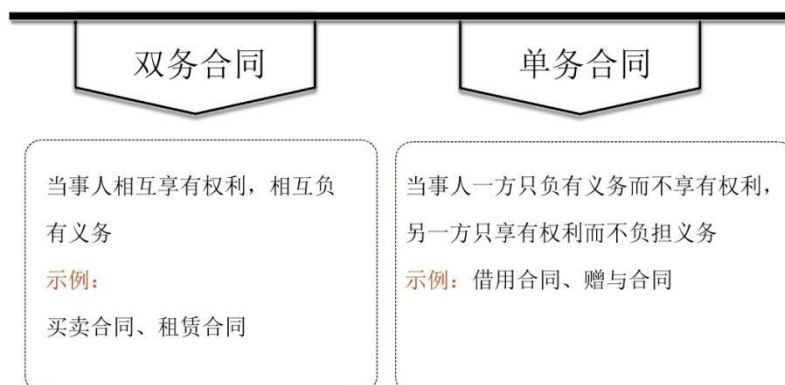 双务合同
单务合同
当事人相互享有权利，相互负
有义务
示例：
买卖合同、租赁合同
当事人一方只负有义务而不享有权利，
另一方只享有权利而不负担义务
示例：借用合同、赠与合同